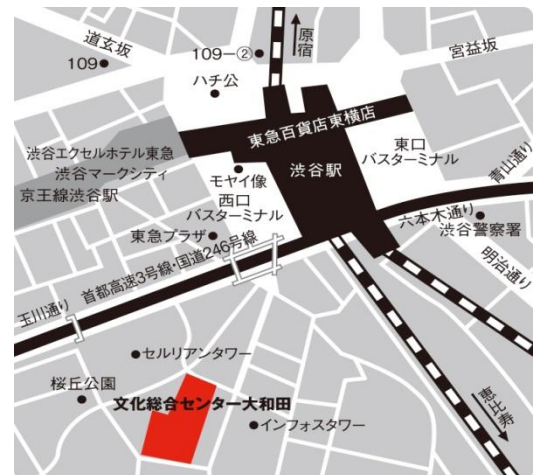 道玄坂
109-②
原宿
宮益坂
109
ハチ公
東急百貨店東横店
渋谷エクセルホテル東急
渋谷マークシティ
京王線渋谷駅
モヤイ像
西口
バスターミナル
渋谷駅
東口
バスターミナル
青山通り
東急プラザ
六本木通り
渋谷警察署
明治通り
玉川通り
首都高速3号線・国道246号線
セルリアンタワー
桜丘公園
文化総合センター大和田
インフォスタワー
恵比寿